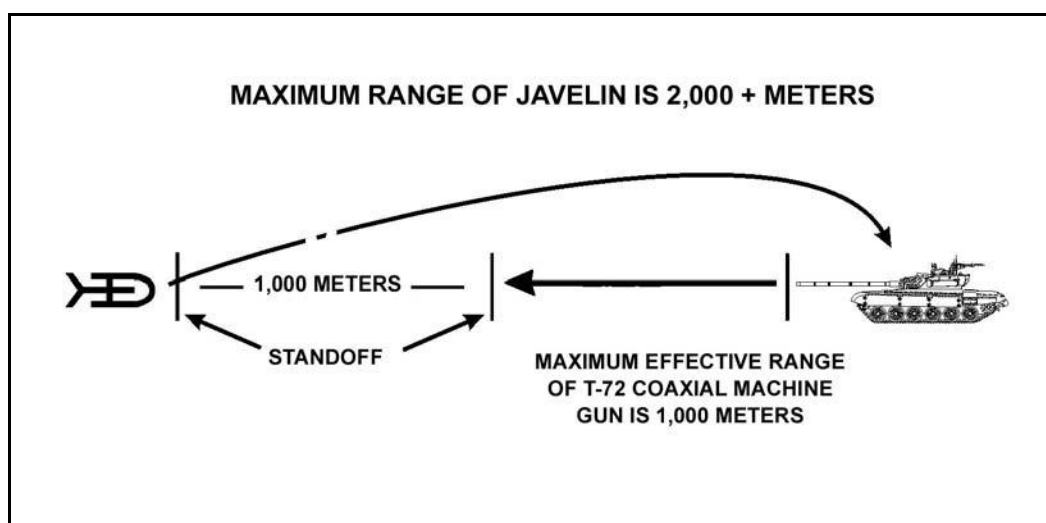 MAXIMUM RANGE OF JAVELIN IS 2,000 + METERS
1,000 METERS
STANDOFF
MAXIMUM EFFECTIVE RANGE
OF T-72 COAXIAL MACHINE
GUN IS 1,000 METERS